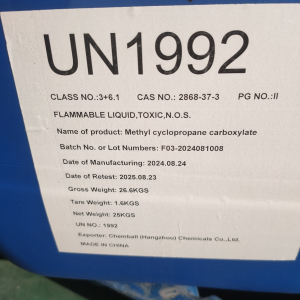 UN1992
CLASS NO.:3+6.1 CAS NO.: 2868-37-3 PG NO.:II
FLAMMABLE LIQUID,TOXIC,N.O.S.
Name of product: Methyl cyclopropane carboxylate
Batch No. or Lot Numbers: F03-2024081008
Date of Manufacturing: 2024.08.24
Date of Retest: 2025.08.23
Gross Weight: 26.6KGS
Tare Weight: 1.6KGS
Net Weight: 25KGS
UN NO.: 1992
Exporter: Chemball (Hangzhou) Chemicals Co.,Ltd.
MADE IN CHINA